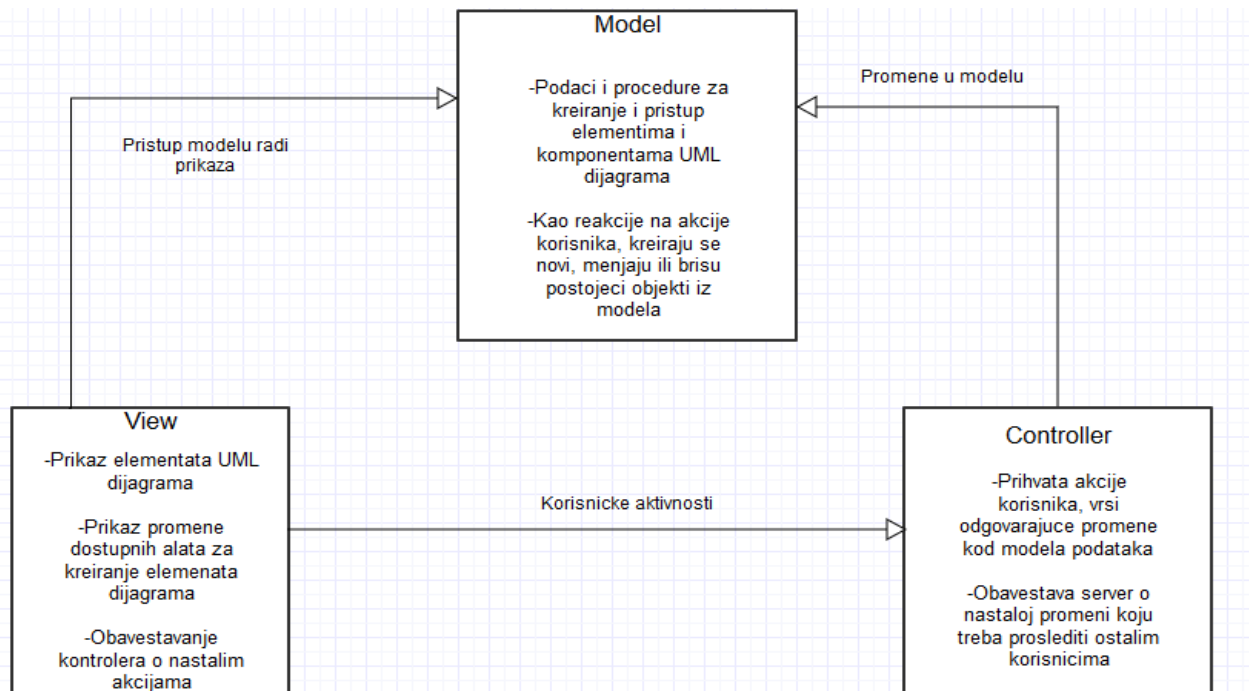 Model
-Podaci i procedure za
kreiranje i pristup
elementima i
komponentama UML
dijagrama
-Kao reakcije na akcije
korisnika, kreiraju se
novi, menjaju ili brisu
postojeci objekti iz
modela
Promene u modelu
Pristup modelu radi
prikaza
View
-Prikaz elementata UML
dijagrama
-Prikaz promene
dostupnih alata za
kreiranje elemenata
dijagrama
-Obavestavanje
kontrolera o nastalim
akcijama
Korisnicke aktivnosti
Controller
-Prihvata akcije
korisnika, vrsi
odgovarajuce promene
kod modela podataka
-Obavestava server o
nastaloj promeni koju
treba proslediti ostalim
korisnicima